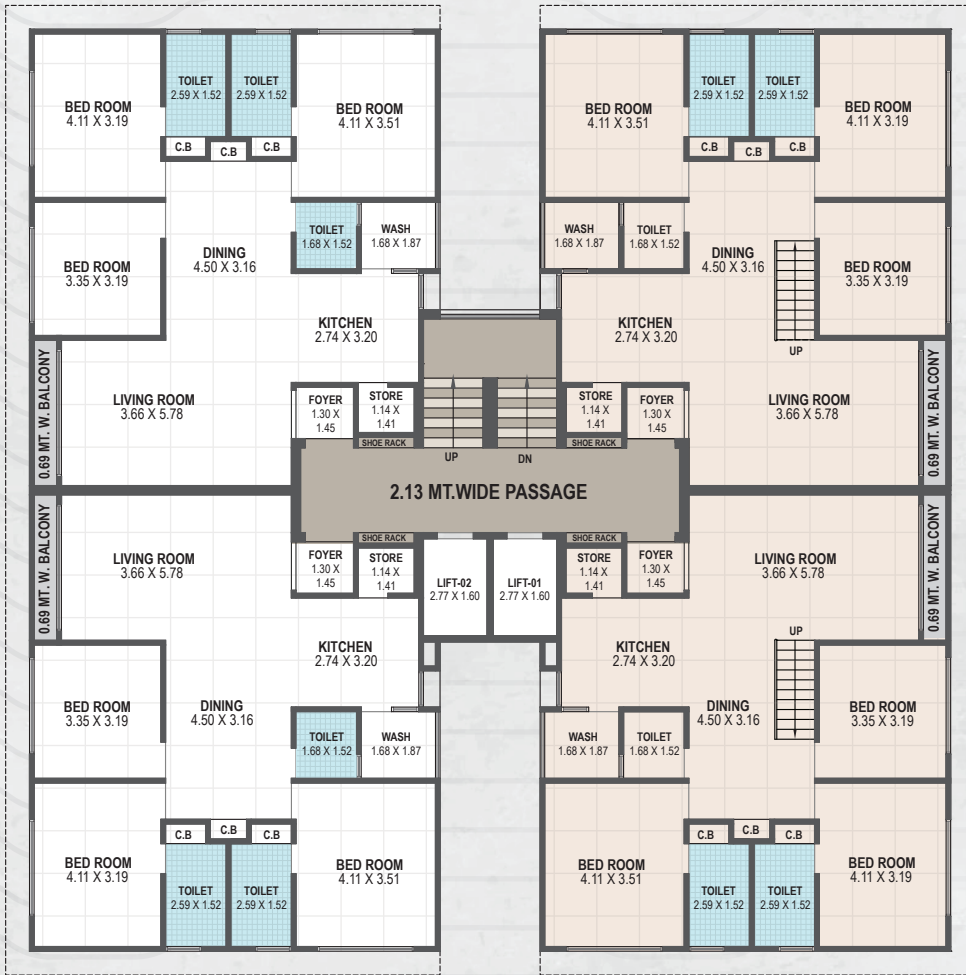 BED ROOM
4.11 X 3.19
TOILET
2.59 X 1.52
TOILET
2.59 X 1.52
BED ROOM
4.11 X 3.51
C.B
C.B
C.B
BED ROOM
3.35 X 3.19
DINING
4.50 X 3.16
TOILET
1.68 X 1.52
WASH
1.68 X 1.87
KITCHEN
2.74 X 3.20
0.69 MT. W. BALCONY
LIVING ROOM
3.66 X 5.78
FOYER
1.30 X
1.45
STORE
1.14 X
1.41
SHOE RACK
BED ROOM
4.11 X 3.51
TOILET
2.59 X 1.52
TOILET
2.59 X 1.52
BED ROOM
4.11 X 3.19
C.B
C.B
C.B
WASH
1.68 X 1.87
TOILET
1.68 X 1.52
DINING
4.50 X 3.16
BED ROOM
3.35 X 3.19
KITCHEN
2.74 X 3.20
UP
STORE
1.14 X
1.41
FOYER
1.30 X
1.45
LIVING ROOM
3.66 X 5.78
0.69 MT. W. BALCONY
SHOE RACK
UP
DN
2.13 MT.WIDE PASSAGE
SHOE RACK
SHOE RACK
LIFT-02
2.77 X 1.60
LIFT-01
2.77 X 1.60
0.69 MT. W. BALCONY
LIVING ROOM
3.66 X 5.78
FOYER
1.30 X
1.45
STORE
1.14 X
1.41
KITCHEN
2.74 X 3.20
BED ROOM
3.35 X 3.19
DINING
4.50 X 3.16
TOILET
1.68 X 1.52
WASH
1.68 X 1.87
C.B
C.B
C.B
BED ROOM
4.11 X 3.19
TOILET
2.59 X 1.52
TOILET
2.59 X 1.52
BED ROOM
4.11 X 3.51
STORE
1.14 X
1.41
FOYER
1.30 X
1.45
LIVING ROOM
3.66 X 5.78
0.69 MT. W. BALCONY
KITCHEN
2.74 X 3.20
UP
WASH
1.68 X 1.87
TOILET
1.68 X 1.52
DINING
4.50 X 3.16
BED ROOM
3.35 X 3.19
C.B
C.B
C.B
BED ROOM
4.11 X 3.51
TOILET
2.59 X 1.52
TOILET
2.59 X 1.52
BED ROOM
4.11 X 3.19